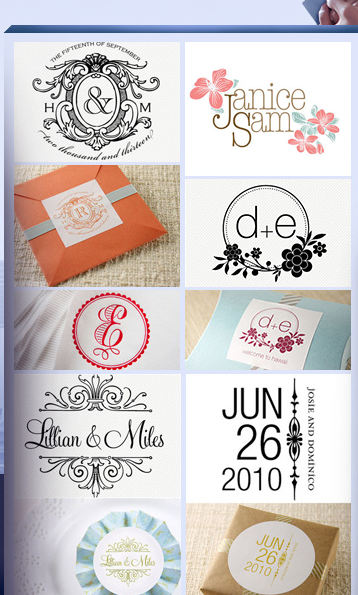 THE FIFTEENTH OF SEPTEMBER
H & M
two thousand and thirteen
Janice
Sam
d+e
E
d+e
welcome to hawaii
Lillian & Miles
JUN
26
2010
JOSIE AND DOMINICO
Lillian & Miles
JUN
26
2010